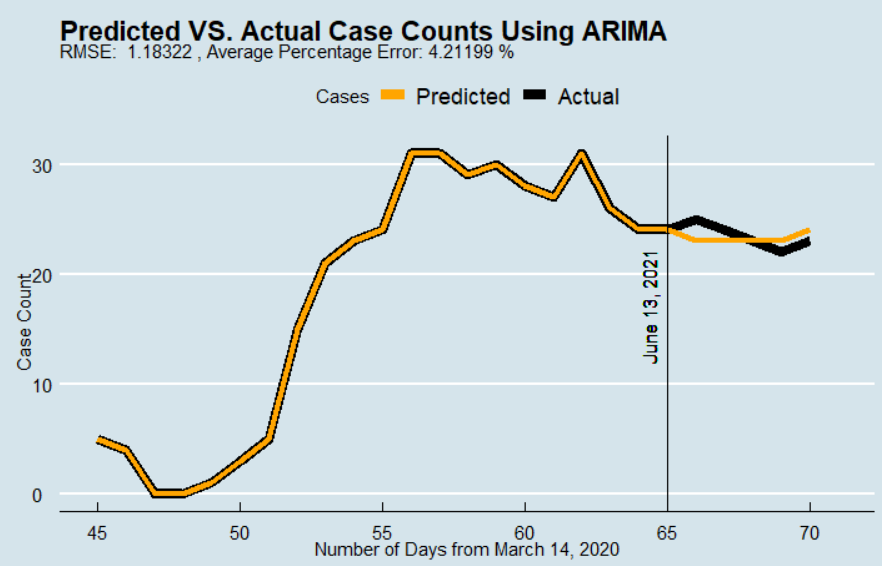 Predicted VS. Actual Case Counts Using ARIMA
RMSE: 1.18322 , Average Percentage Error: 4.21199 %
Cases Predicted Actual
30
20
10
0
Case Count
June 13, 2021
45 50 55 60 65 70
Number of Days from March 14, 2020